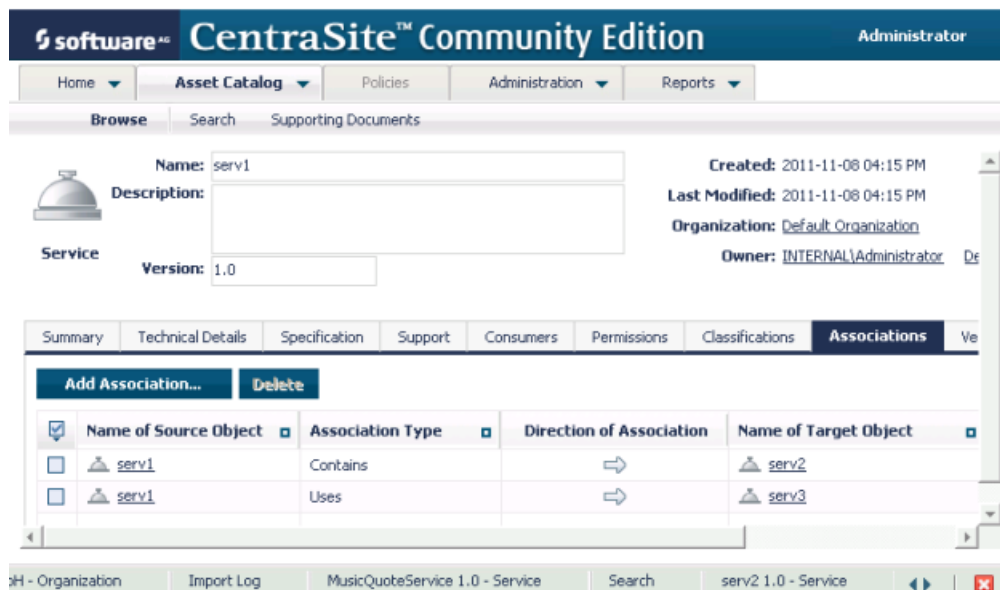 software AG CentraSite™ Community Edition Administrator
Home Asset Catalog Policies Administration Reports
Browse Search Supporting Documents
Name: serv1 Created: 2011-11-08 04:15 PM
Description: Last Modified: 2011-11-08 04:15 PM
Organization: Default Organization
Service Owner: INTERNAL\Administrator De
Version: 1.0
Summary Technical Details Specification Support Consumers Permissions Classifications Associations Ve
Add Association... Delete
Name of Source Object Association Type Direction of Association Name of Target Object
serv1 Contains serv2
serv1 Uses serv3
pH - Organization Import Log MusicQuoteService 1.0 - Service Search serv2 1.0 - Service